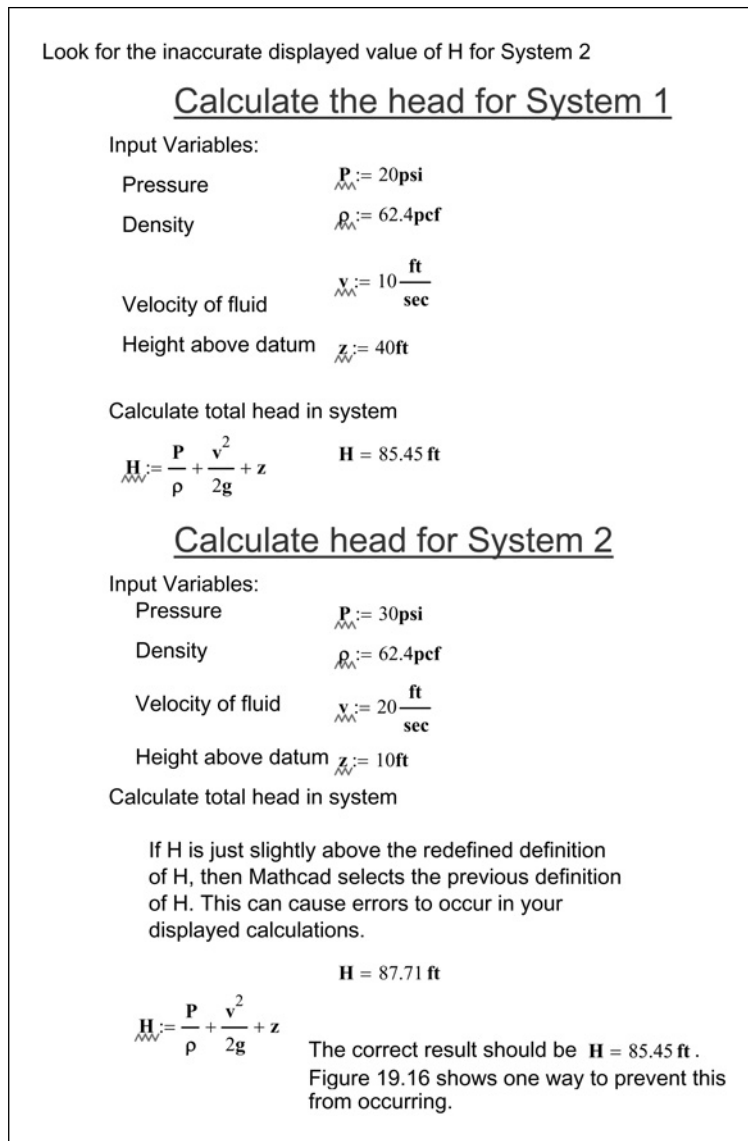 Look for the inaccurate displayed value of H for System 2
Calculate the head for System 1
Input Variables:
Pressure P := 20psi
Density ρ := 62.4pcf
Velocity of fluid v := 10 ft/sec
Height above datum z := 40ft
Calculate total head in system
H := P/ρ + v²/2g + z H = 85.45 ft
Calculate head for System 2
Input Variables:
Pressure P := 30psi
Density ρ := 62.4pcf
Velocity of fluid v := 20 ft/sec
Height above datum z := 10ft
Calculate total head in system
If H is just slightly above the redefined definition
of H, then Mathcad selects the previous definition
of H. This can cause errors to occur in your
displayed calculations.
H = 87.71 ft
H := P/ρ + v²/2g + z
The correct result should be H = 85.45 ft .
Figure 19.16 shows one way to prevent this
from occurring.